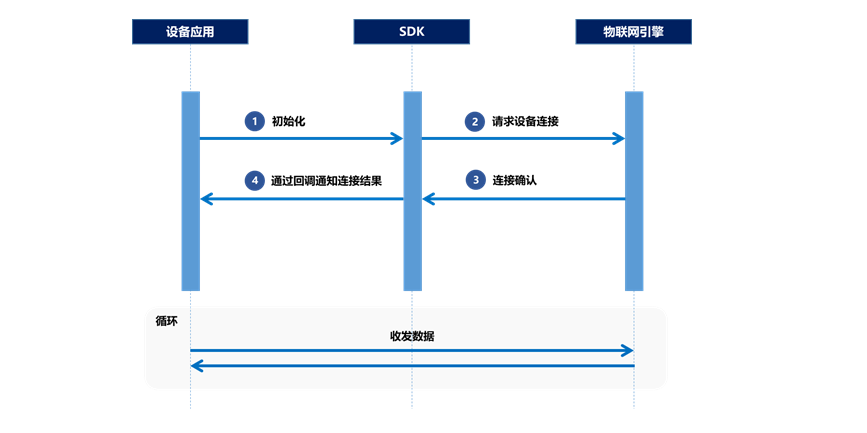 设备应用
SDK
物联网引擎
1 初始化
2 请求设备连接
4 通过回调通知连接结果
3 连接确认
循环
收发数据